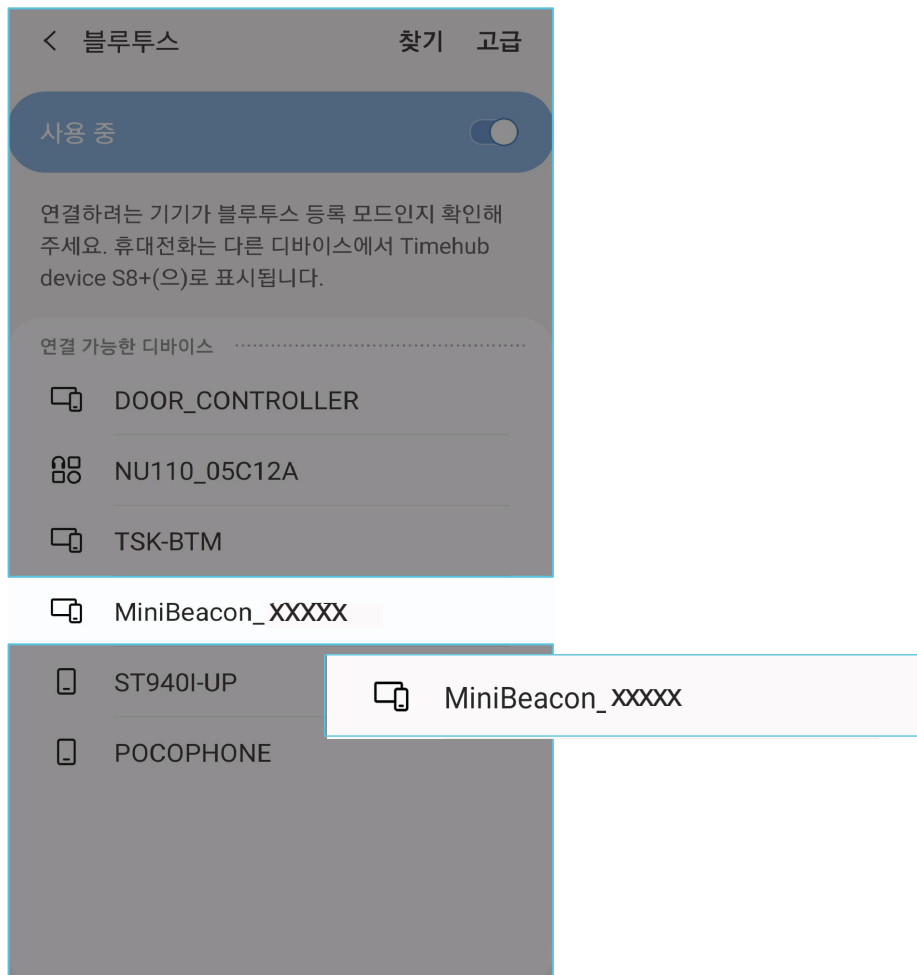 블루투스 찾기 고급
사용 중
연결하려는 기기가 블루투스 등록 모드인지 확인해
주세요. 휴대전화는 다른 디바이스에서 Timehub
device S8+(으)로 표시됩니다.
연결 가능한 디바이스
DOOR_CONTROLLER
NU110_05C12A
TSK-BTM
MiniBeacon_XXXXX
ST940I-UP
MiniBeacon_XXXXX
POCOPHONE